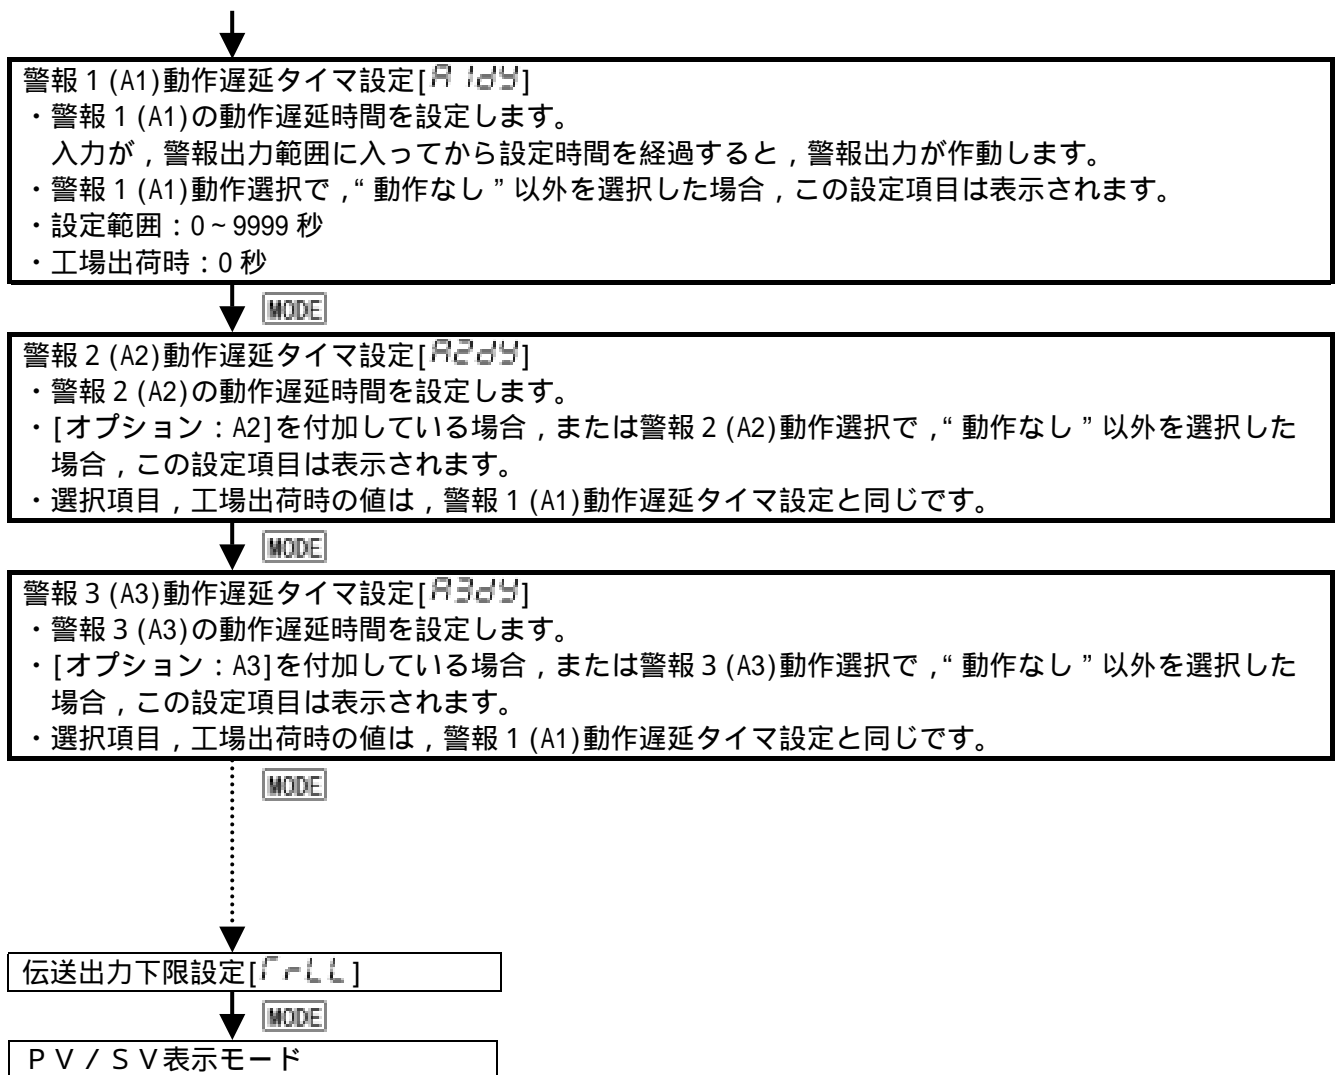 警報１(A1)動作遅延タイマ設定[A1dY]
・警報１(A1)の動作遅延時間を設定します。
入力が，警報出力範囲に入ってから設定時間を経過すると，警報出力が作動します。
・警報１(A1)動作選択で，“動作なし”以外を選択した場合，この設定項目は表示されます。
・設定範囲：0～9999 秒
・工場出荷時：0 秒
MODE
警報２(A2)動作遅延タイマ設定[A2dY]
・警報２(A2)の動作遅延時間を設定します。
・[オプション：A2]を付加している場合，または警報２(A2)動作選択で，“動作なし”以外を選択した
場合，この設定項目は表示されます。
・選択項目，工場出荷時の値は，警報１(A1)動作遅延タイマ設定と同じです。
MODE
警報３(A3)動作遅延タイマ設定[A3dY]
・警報３(A3)の動作遅延時間を設定します。
・[オプション：A3]を付加している場合，または警報３(A3)動作選択で，“動作なし”以外を選択した
場合，この設定項目は表示されます。
・選択項目，工場出荷時の値は，警報１(A1)動作遅延タイマ設定と同じです。
MODE
伝送出力下限設定[TrLL]
MODE
ＰＶ／ＳＶ表示モード